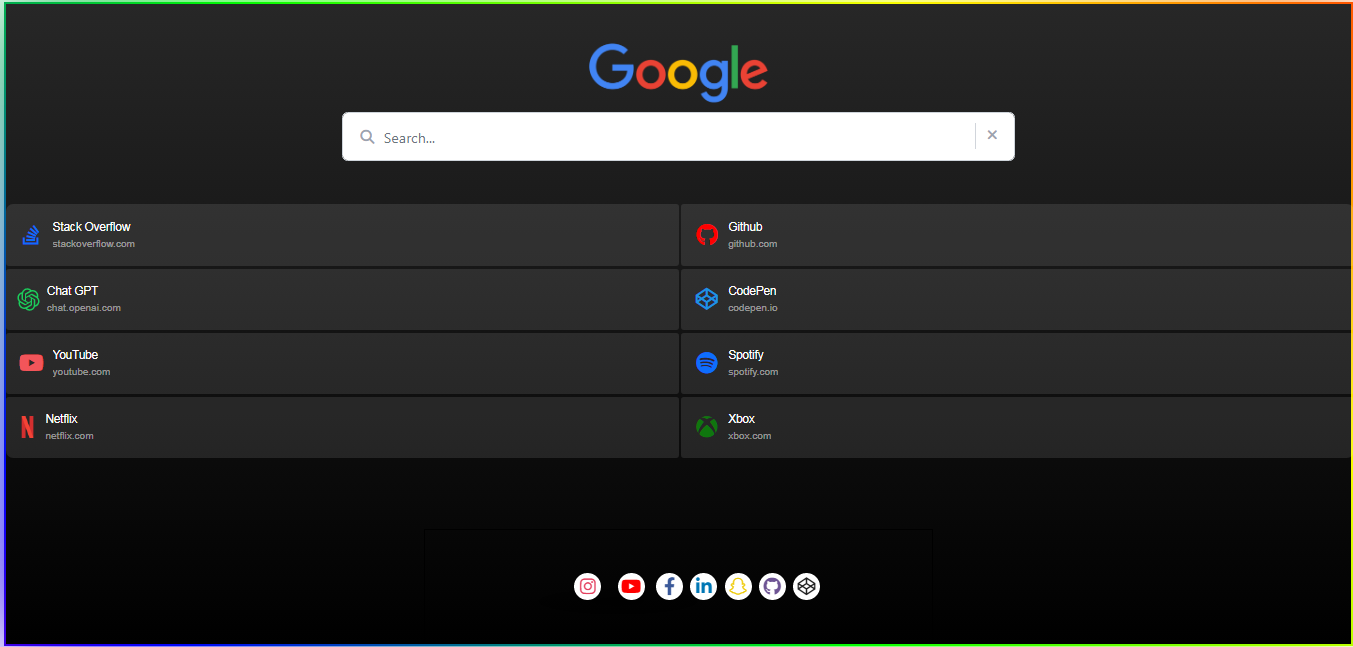 Google
Search...
Stack Overflow
stackoverflow.com
Github
github.com
Chat GPT
chat.openai.com
CodePen
codepen.io
YouTube
youtube.com
Spotify
spotify.com
Netflix
netflix.com
Xbox
xbox.com